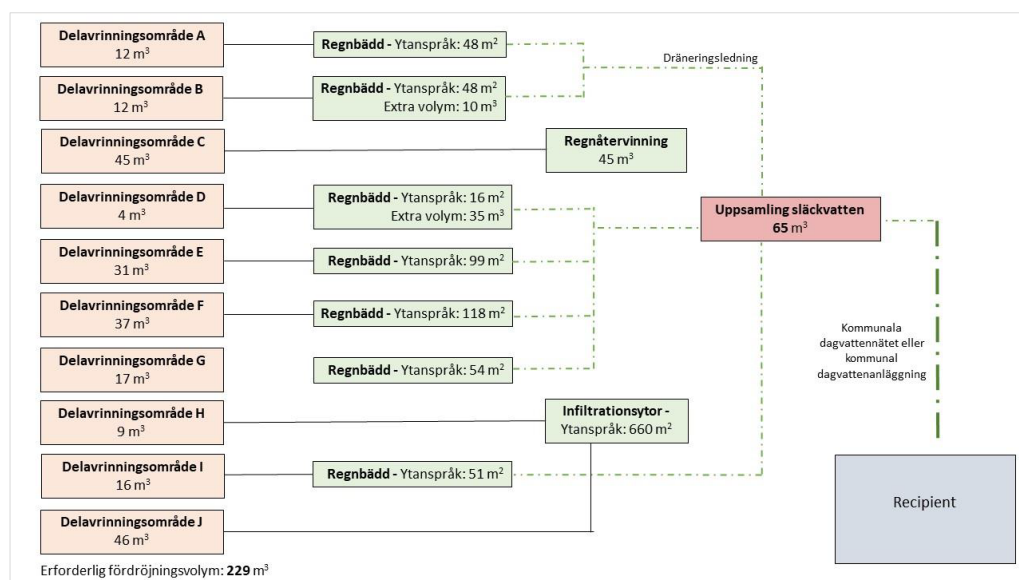 Delavrinningsområde A
12 m³
Regnbädd - Ytanspråk: 48 m²
Dräneringsledning
Delavrinningsområde B
12 m³
Regnbädd - Ytanspråk: 48 m²
Extra volym: 10 m³
Delavrinningsområde C
45 m³
Regnåtervinning
45 m³
Delavrinningsområde D
4 m³
Regnbädd - Ytanspråk: 16 m²
Extra volym: 35 m³
Uppsamling släckvatten
65 m³
Delavrinningsområde E
31 m³
Regnbädd - Ytanspråk: 99 m²
Delavrinningsområde F
37 m³
Regnbädd - Ytanspråk: 118 m²
Kommunala
dagvattennätet eller
kommunal
dagvattenanläggning
Delavrinningsområde G
17 m³
Regnbädd - Ytanspråk: 54 m²
Delavrinningsområde H
9 m³
Infiltrationsytor -
Ytanspråk: 660 m²
Delavrinningsområde I
16 m³
Regnbädd - Ytanspråk: 51 m²
Recipient
Delavrinningsområde J
46 m³
Erforderlig fördröjningsvolym: 229 m³